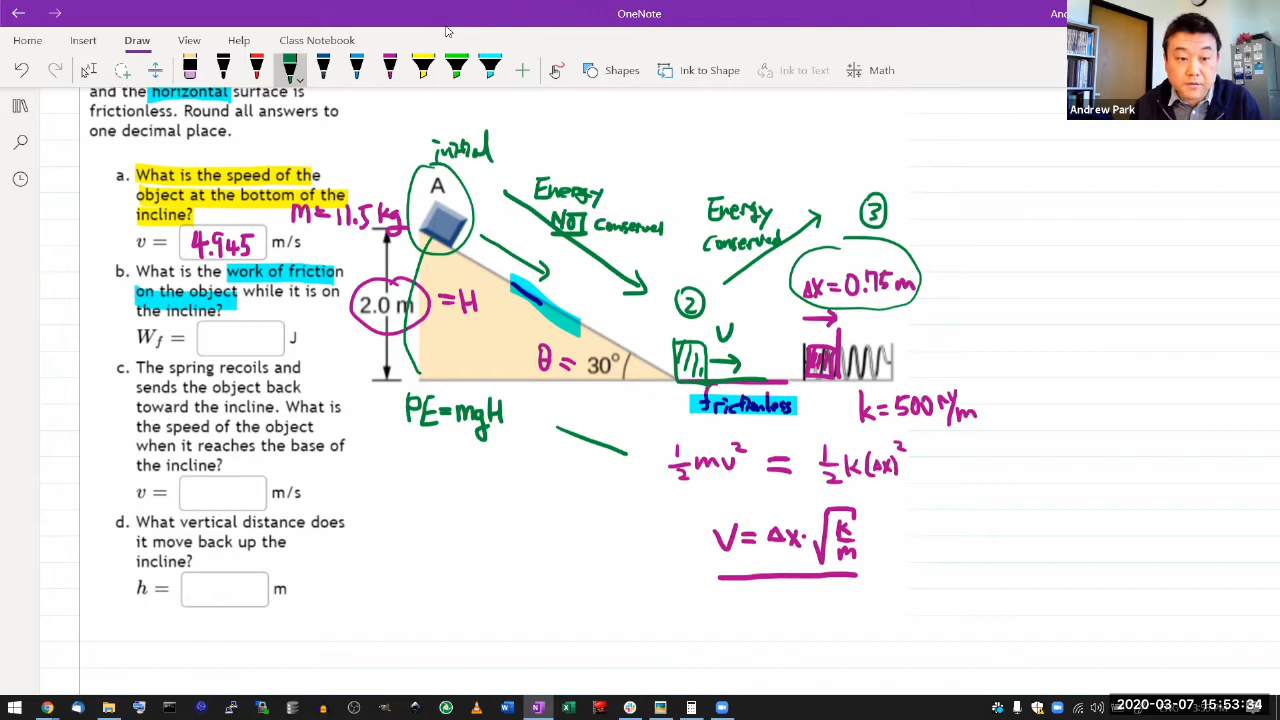 OneNote
And
Home
Insert
Draw
View
Help
Class Notebook
Shapes
Ink to Shape
Ink to Text
Math
Andrew Park
and the horizontal surface is
frictionless. Round all answers to
one decimal place.
a. What is the speed of the
object at the bottom of the
incline?
v = 4.945 m/s
b. What is the work of friction
on the object while it is on
the incline?
Wf = J
c. The spring recoils and
sends the object back
toward the incline. What is
the speed of the object
when it reaches the base of
the incline?
v = m/s
d. What vertical distance does
it move back up the
incline?
h = m
initial
A
M = 11.5 kg
2.0 m = H
Energy
NOT Conserved
Energy
Conserved
③
Δx = 0.75 m
②
V
θ = 30°
frictionless
k = 500 N/m
PE = mgH
½mv² = ½k(Δx)²
V = Δx·√k/m
2020-03-07 15:53:34